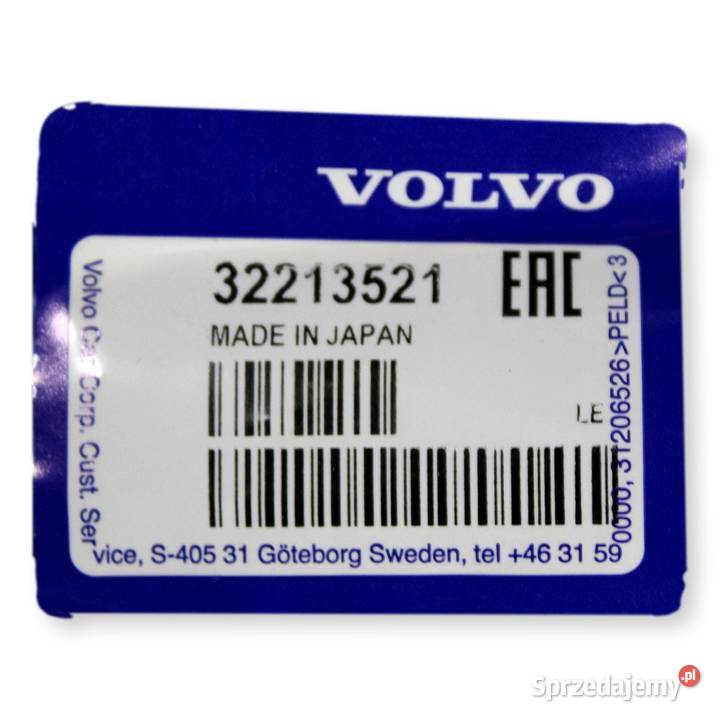 VOLVO
32213521 EAC
MADE IN JAPAN
LE
Volvo Car Corp. Cust. Service, S-405 31 Göteborg Sweden, tel +46 31 59 0000, 31206526>PELD<3
Sprzedajemy.pl